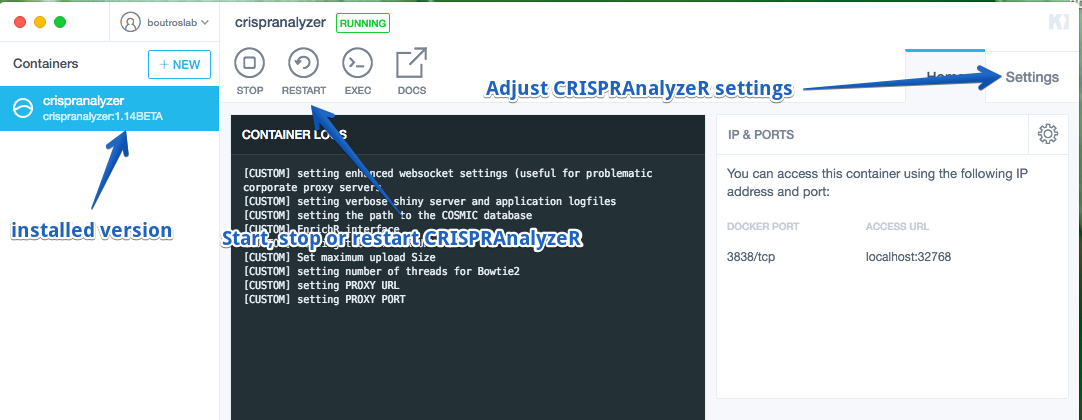 boutroslab
crispranalyzer RUNNING
Containers
+ NEW
STOP
RESTART
EXEC
DOCS
Adjust CRISPRAnalyzeR settings
Settings
crispranalyzer
crispranalyzer:1.14BETA
installed version
CONTAINER LOGS
[CUSTOM] setting enhanced websocket settings (useful for problematic
corporate proxy servers
[CUSTOM] setting verbose shiny server and application logfiles
[CUSTOM] setting the path to the COSMIC database
[CUSTOM] EnrichR interface
Start, stop or restart CRISPRAnalyzeR
[CUSTOM] Set maximum upload Size
[CUSTOM] setting number of threads for Bowtie2
[CUSTOM] setting PROXY URL
[CUSTOM] setting PROXY PORT
IP & PORTS
You can access this container using the following IP
address and port:
DOCKER PORT
ACCESS URL
3838/tcp
localhost:32768